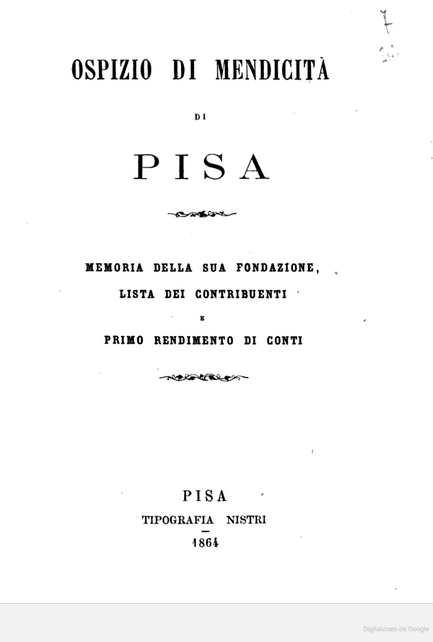 7
OSPIZIO DI MENDICITÀ
DI
PISA
MEMORIA DELLA SUA FONDAZIONE,
LISTA DEI CONTRIBUENTI
E
PRIMO RENDIMENTO DI CONTI
PISA
TIPOGRAFIA NISTRI
1864
Digitalizzato da Google